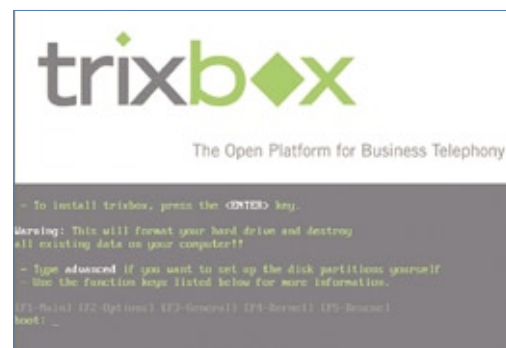 trixbox
The Open Platform for Business Telephony
- To install trixbox, press the <ENTER> key.
Warning: This will format your hard drive and destroy
all existing data on your computer!!
- Type advanced if you want to set up the disk partitions yourself
- Use the function keys listed below for more information.
[F1-Main] [F2-Options] [F3-General] [F4-Kernel] [F5-Rescue]
boot: _